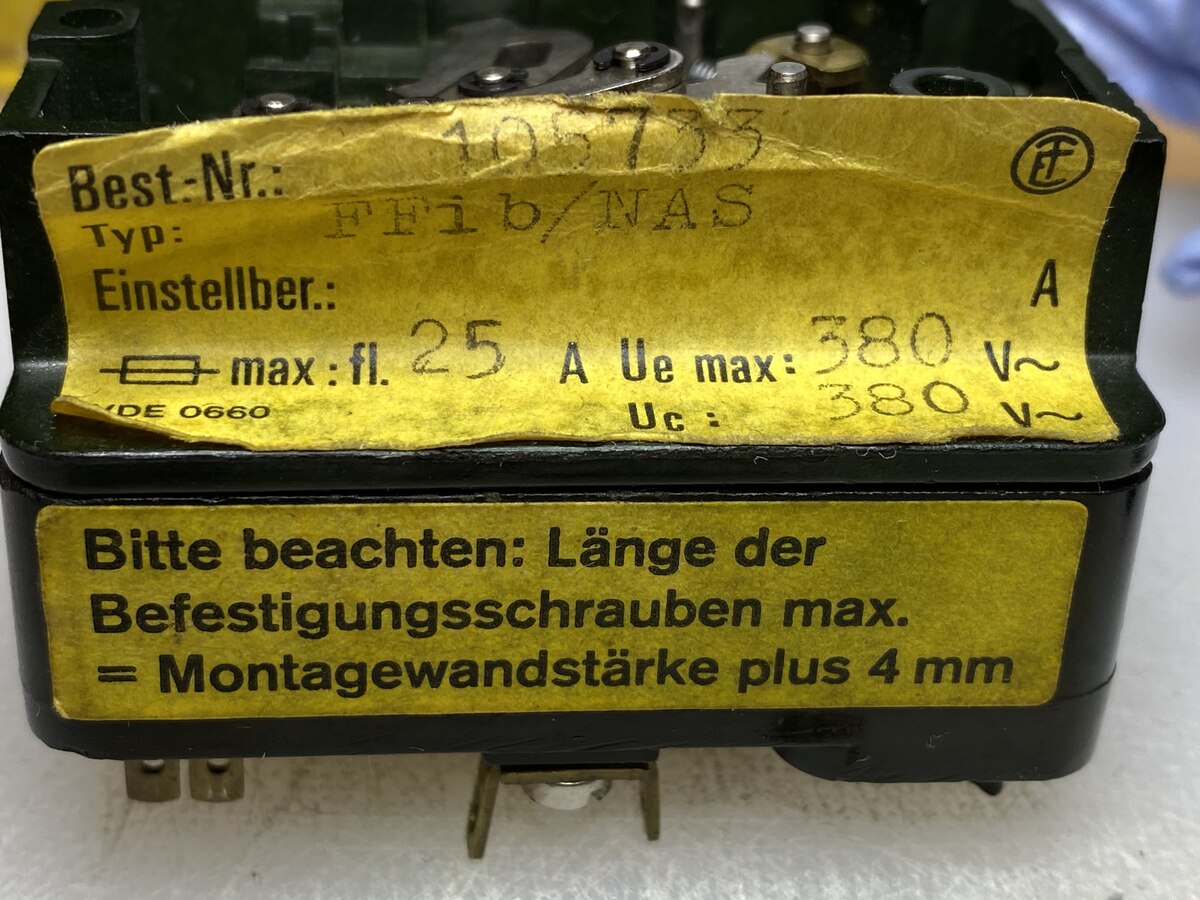 Best.-Nr.: 105733
Typ: FFib/NAS
Einstellber.: A
max: fl. 25 A Ue max: 380 V~
VDE 0660 Uc: 380 V~
Bitte beachten: Länge der
Befestigungsschrauben max.
= Montagewandstärke plus 4 mm